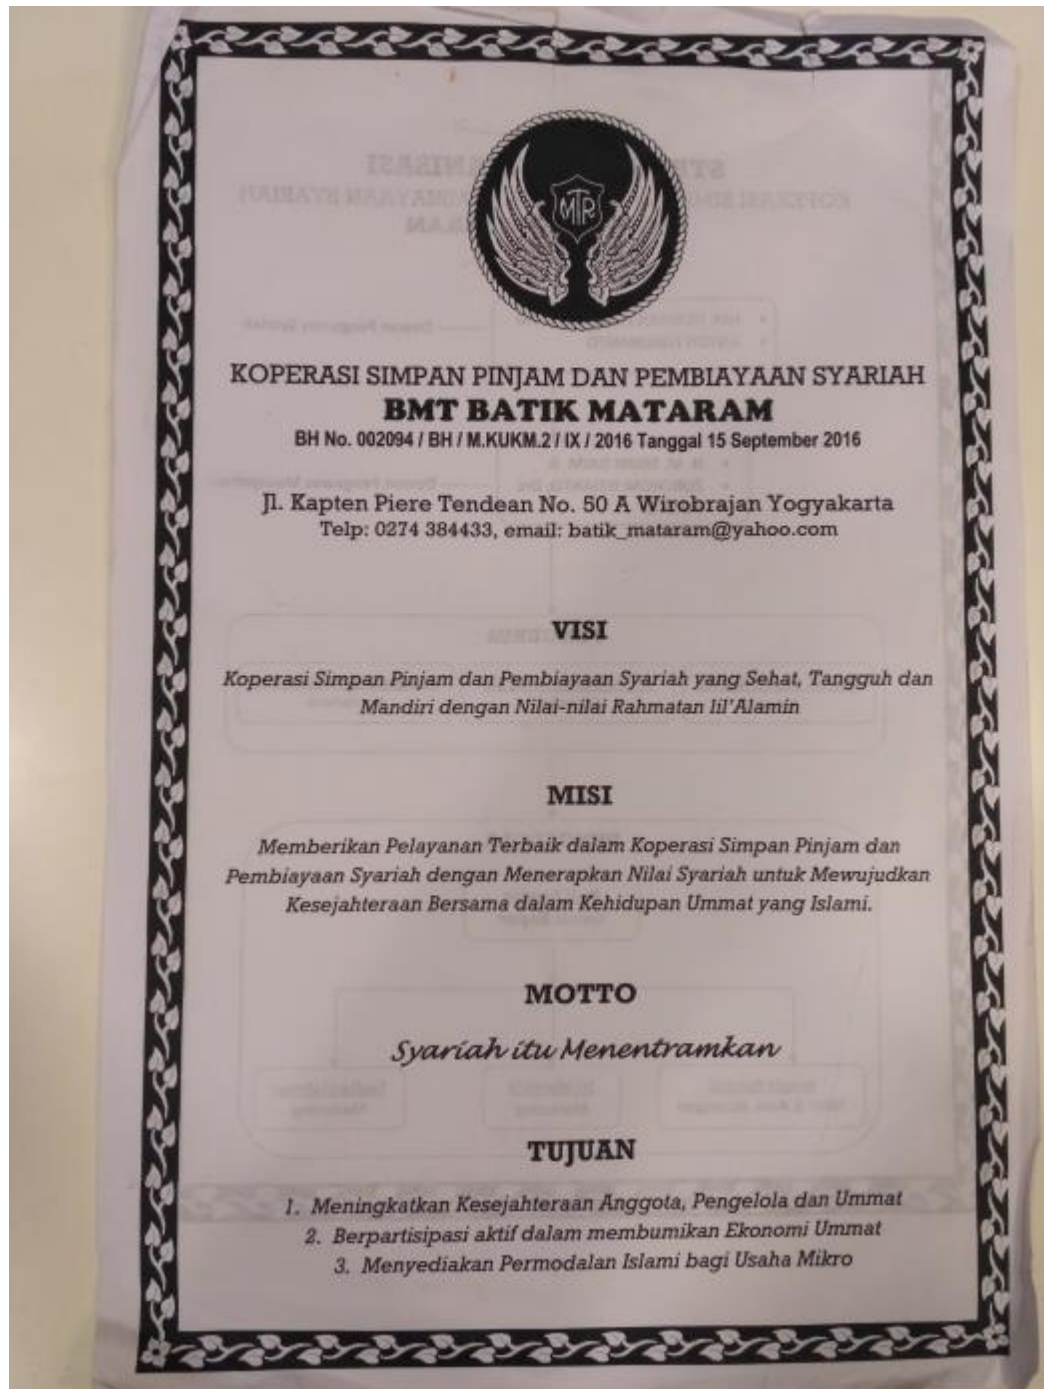 MTR
KOPERASI SIMPAN PINJAM DAN PEMBIAYAAN SYARIAH
BMT BATIK MATARAM
BH No. 002094 / BH / M.KUKM.2 / IX / 2016 Tanggal 15 September 2016
Jl. Kapten Piere Tendean No. 50 A Wirobrajan Yogyakarta
Telp: 0274 384433, email: batik_mataram@yahoo.com
VISI
Koperasi Simpan Pinjam dan Pembiayaan Syariah yang Sehat, Tangguh dan
Mandiri dengan Nilai-nilai Rahmatan lil'Alamin
MISI
Memberikan Pelayanan Terbaik dalam Koperasi Simpan Pinjam dan
Pembiayaan Syariah dengan Menerapkan Nilai Syariah untuk Mewujudkan
Kesejahteraan Bersama dalam Kehidupan Ummat yang Islami.
MOTTO
Syariah itu Menentramkan
TUJUAN
1. Meningkatkan Kesejahteraan Anggota, Pengelola dan Ummat
2. Berpartisipasi aktif dalam membumikan Ekonomi Ummat
3. Menyediakan Permodalan Islami bagi Usaha Mikro